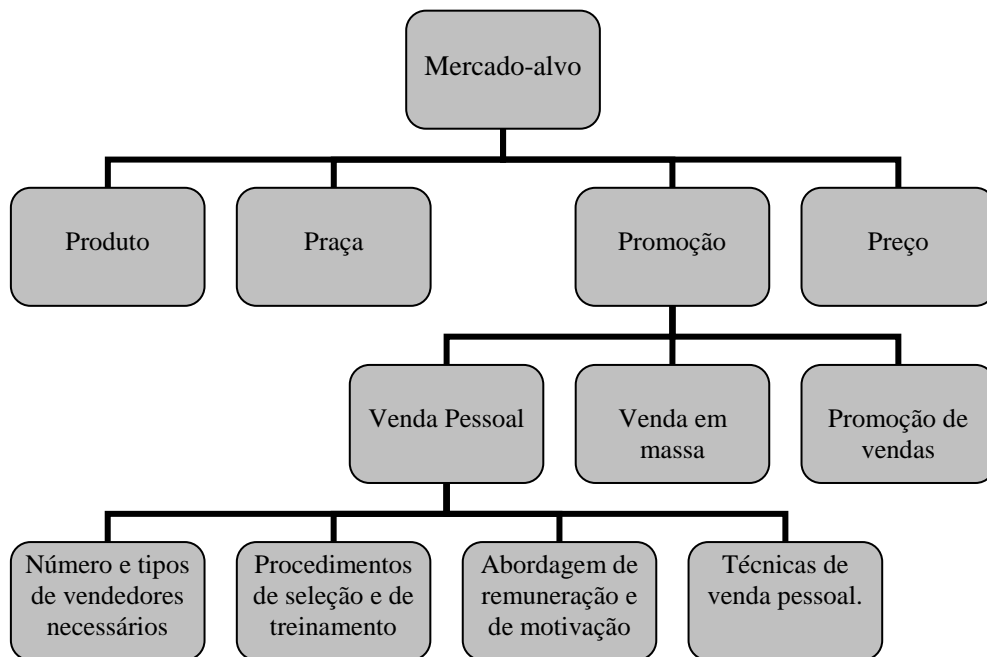 Mercado-alvo
Produto
Praça
Promoção
Preço
Venda Pessoal
Venda em
massa
Promoção de
vendas
Número e tipos
de vendedores
necessários
Procedimentos
de seleção e de
treinamento
Abordagem de
remuneração e
de motivação
Técnicas de
venda pessoal.